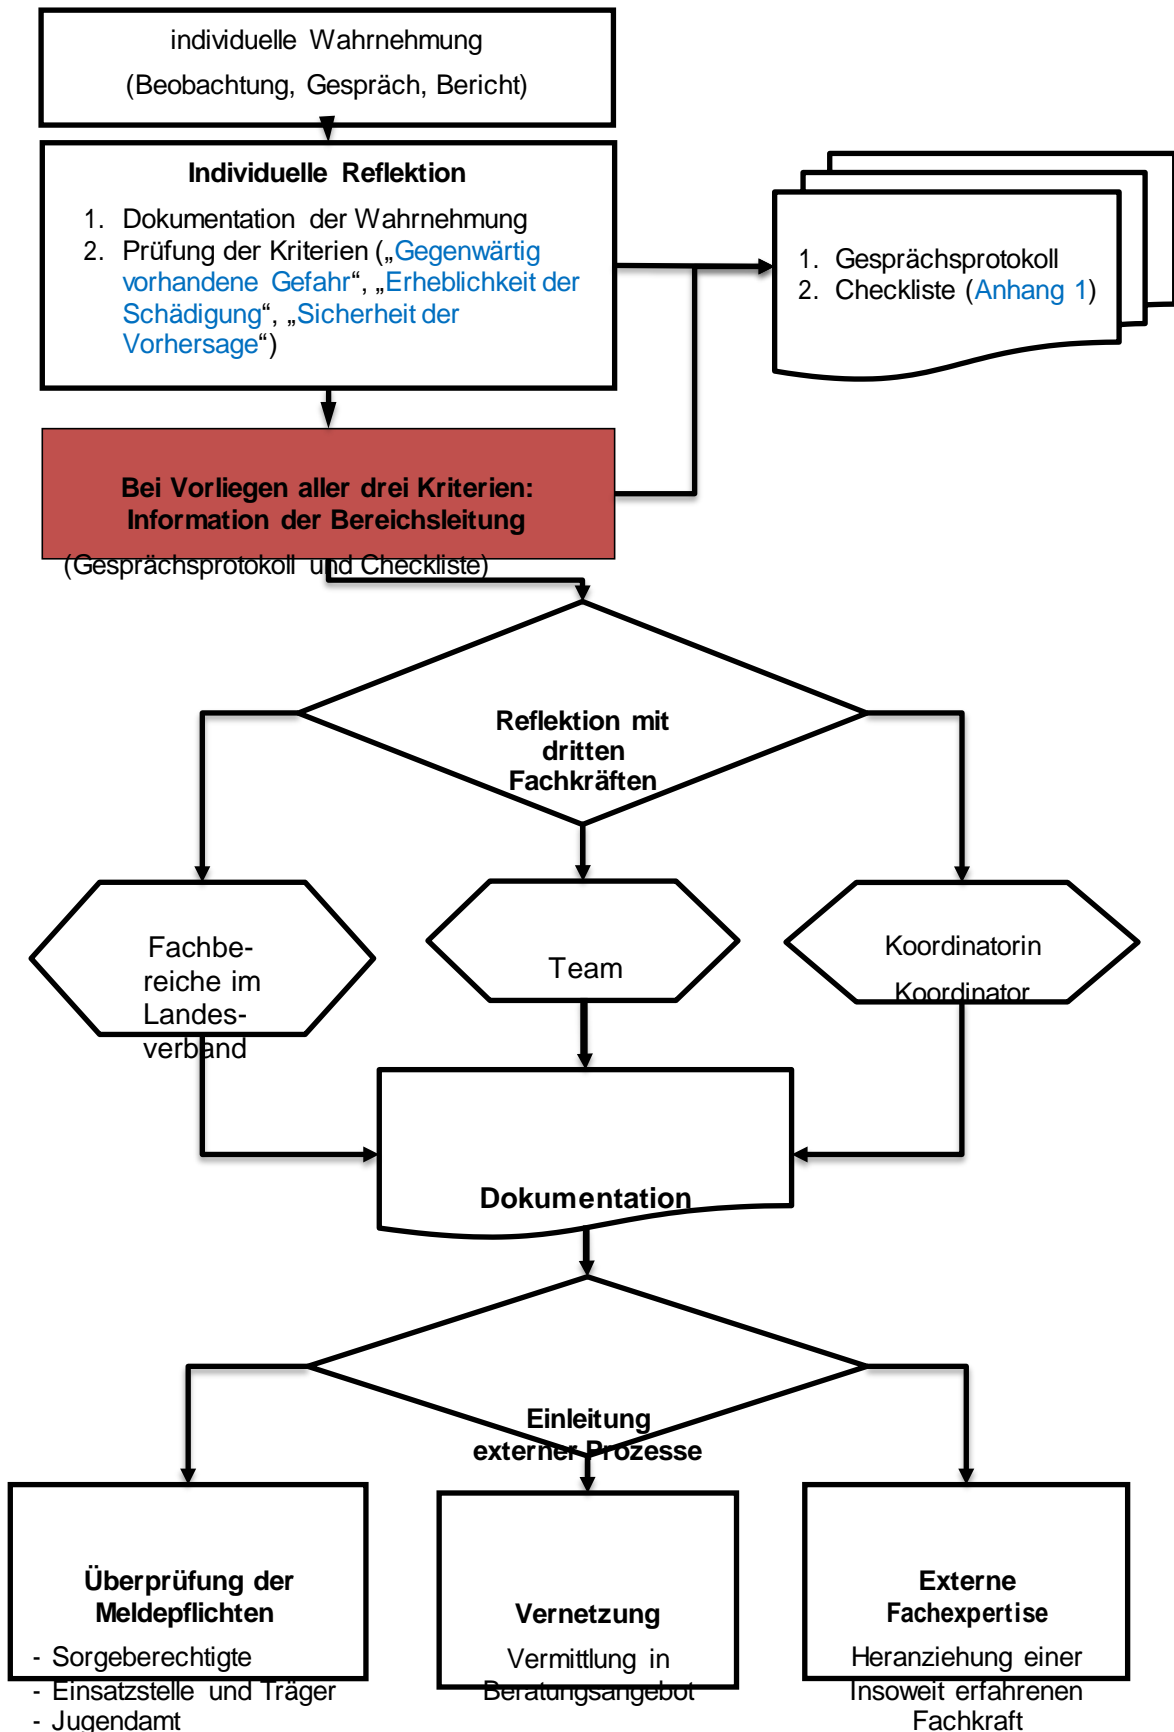 individuelle Wahrnehmung
(Beobachtung, Gespräch, Bericht)
Individuelle Reflektion
1. Dokumentation der Wahrnehmung
2. Prüfung der Kriterien („Gegenwärtig
vorhandene Gefahr“, „Erheblichkeit der
Schädigung“, „Sicherheit der
Vorhersage“)
1. Gesprächsprotokoll
2. Checkliste (Anhang 1)
Bei Vorliegen aller drei Kriterien:
Information der Bereichsleitung
(Gesprächsprotokoll und Checkliste)
Reflektion mit
dritten
Fachkräften
Fachbe-
reiche im
Landes-
verband
Team
Koordinatorin
Koordinator
Dokumentation
Einleitung
externer Prozesse
Überprüfung der
Meldepflichten
- Sorgeberechtigte
- Einsatzstelle und Träger
- Jugendamt
Vernetzung
Vermittlung in
Beratungsangebot
Externe
Fachexpertise
Heranziehung einer
Insoweit erfahrenen
Fachkraft